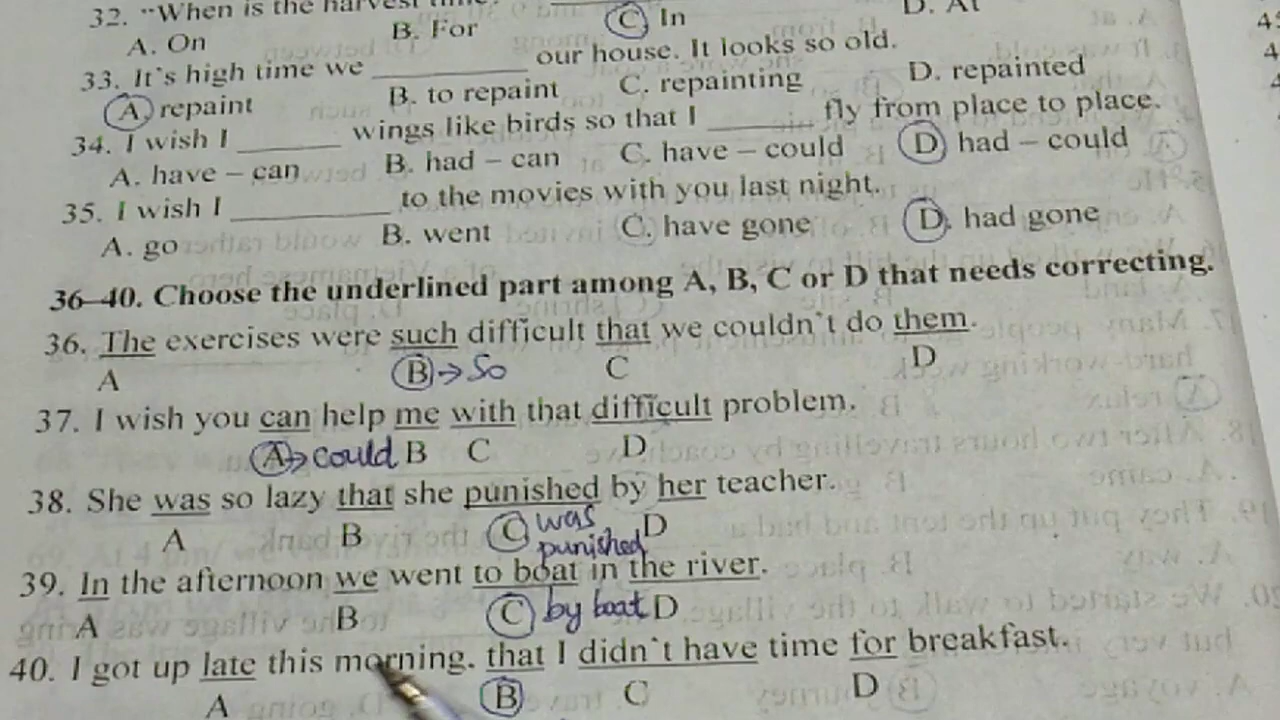 32. "When is the harvest
A. On B. For C. In D. At
33. It's high time we __________ our house. It looks so old.
A. repaint B. to repaint C. repainting D. repainted
34. I wish I _______ wings like birds so that I _______ fly from place to place.
A. have – can B. had – can C. have – could D. had – could
35. I wish I __________ to the movies with you last night.
A. go B. went C. have gone D. had gone
36–40. Choose the underlined part among A, B, C or D that needs correcting.
36. The exercises were such difficult that we couldn't do them.
A B → So C D
37. I wish you can help me with that difficult problem.
A → could B C D
38. She was so lazy that she punished by her teacher.
A B C was punished D
39. In the afternoon we went to boat in the river.
A B C by boat D
40. I got up late this morning. that I didn't have time for breakfast.
A B C D